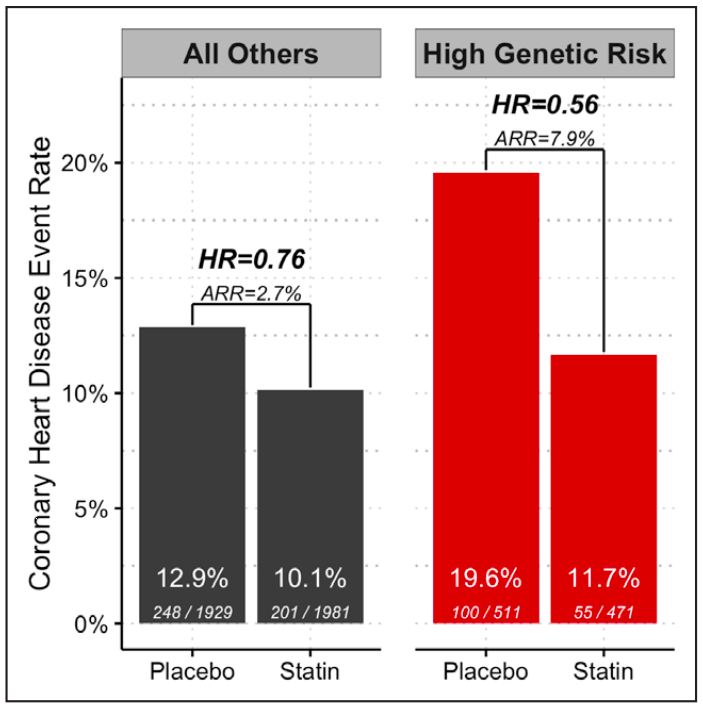 All Others
High Genetic Risk
Coronary Heart Disease Event Rate
20%
15%
10%
5%
0%
HR=0.76
ARR=2.7%
12.9%
248 / 1929
10.1%
201 / 1981
Placebo
Statin
HR=0.56
ARR=7.9%
19.6%
100 / 511
11.7%
55 / 471
Placebo
Statin